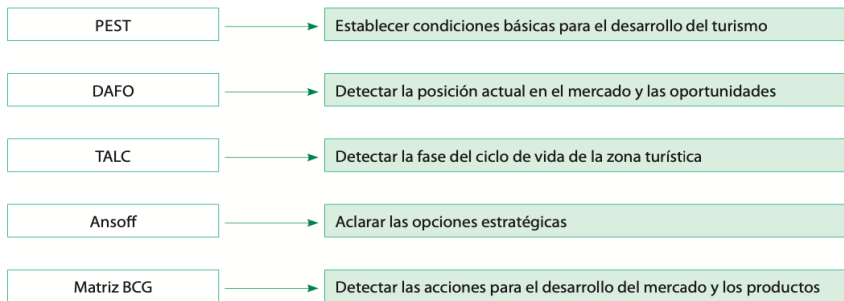 PEST
Establecer condiciones básicas para el desarrollo del turismo
DAFO
Detectar la posición actual en el mercado y las oportunidades
TALC
Detectar la fase del ciclo de vida de la zona turística
Ansoff
Aclarar las opciones estratégicas
Matriz BCG
Detectar las acciones para el desarrollo del mercado y los productos